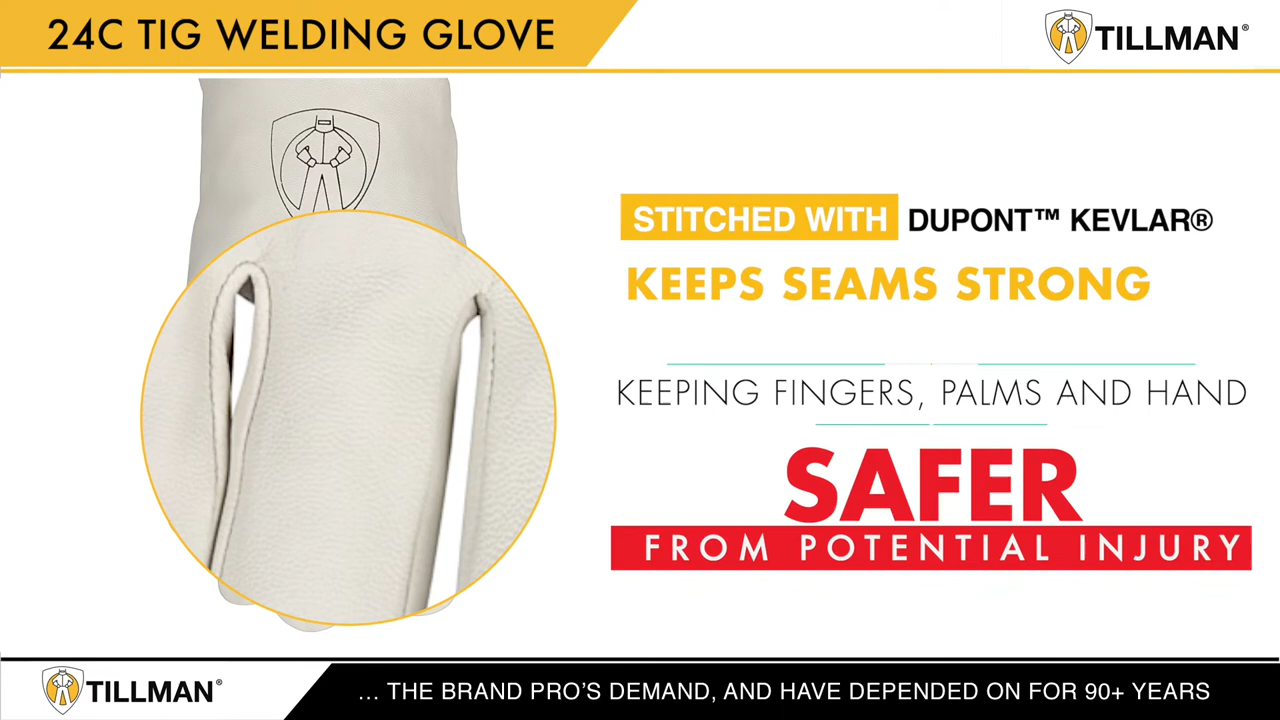 24C TIG WELDING GLOVE
TILLMAN®
STITCHED WITH DUPONT™ KEVLAR®
KEEPS SEAMS STRONG
KEEPING FINGERS, PALMS AND HAND
SAFER
FROM POTENTIAL INJURY
TILLMAN®
... THE BRAND PRO'S DEMAND, AND HAVE DEPENDED ON FOR 90+ YEARS